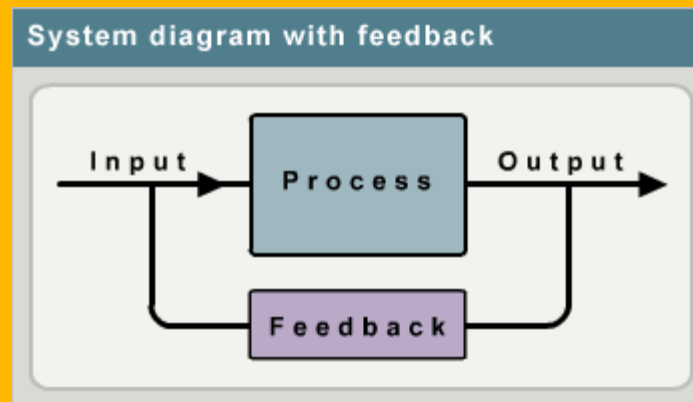 System diagram with feedback
Input
Process
Output
Feedback